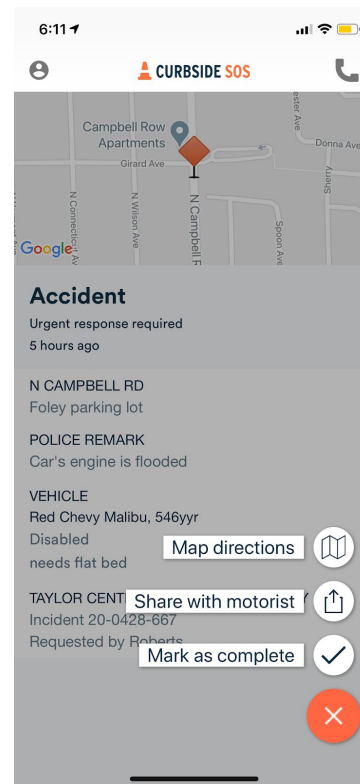 6:11
CURBSIDE SOS
Campbell Row
Apartments
Girard Ave
Donna Ave
N Wilson Ave
N Campbell R
Spoon Ave
Google
Accident
Urgent response required
5 hours ago
N CAMPBELL RD
Foley parking lot
POLICE REMARK
Car's engine is flooded
VEHICLE
Red Chevy Malibu, 546yyr
Disabled
needs flat bed
Map directions
TAYLOR CENT
Share with motorist
Incident 20-0428-667
Requested by Roberts
Mark as complete